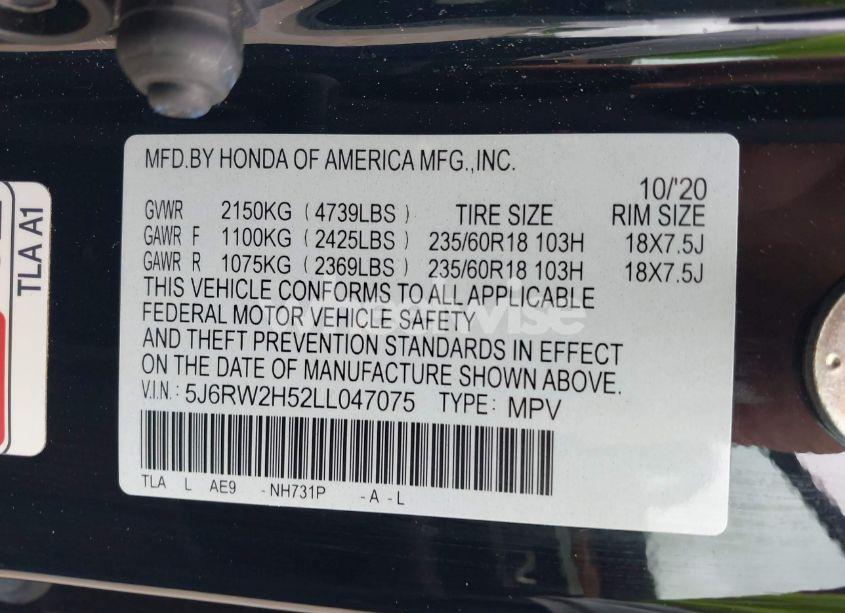 MFD.BY HONDA OF AMERICA MFG.,INC.
10/'20
GVWR 2150KG (4739LBS) TIRE SIZE RIM SIZE
GAWR F 1100KG (2425LBS) 235/60R18 103H 18X7.5J
GAWR R 1075KG (2369LBS) 235/60R18 103H 18X7.5J
THIS VEHICLE CONFORMS TO ALL APPLICABLE
FEDERAL MOTOR VEHICLE SAFETY
AND THEFT PREVENTION STANDARDS IN EFFECT
ON THE DATE OF MANUFACTURE SHOWN ABOVE.
V.I.N.: 5J6RW2H52LL047075 TYPE: MPV
TLA L AE9 -NH731P -A-L
TLA A1